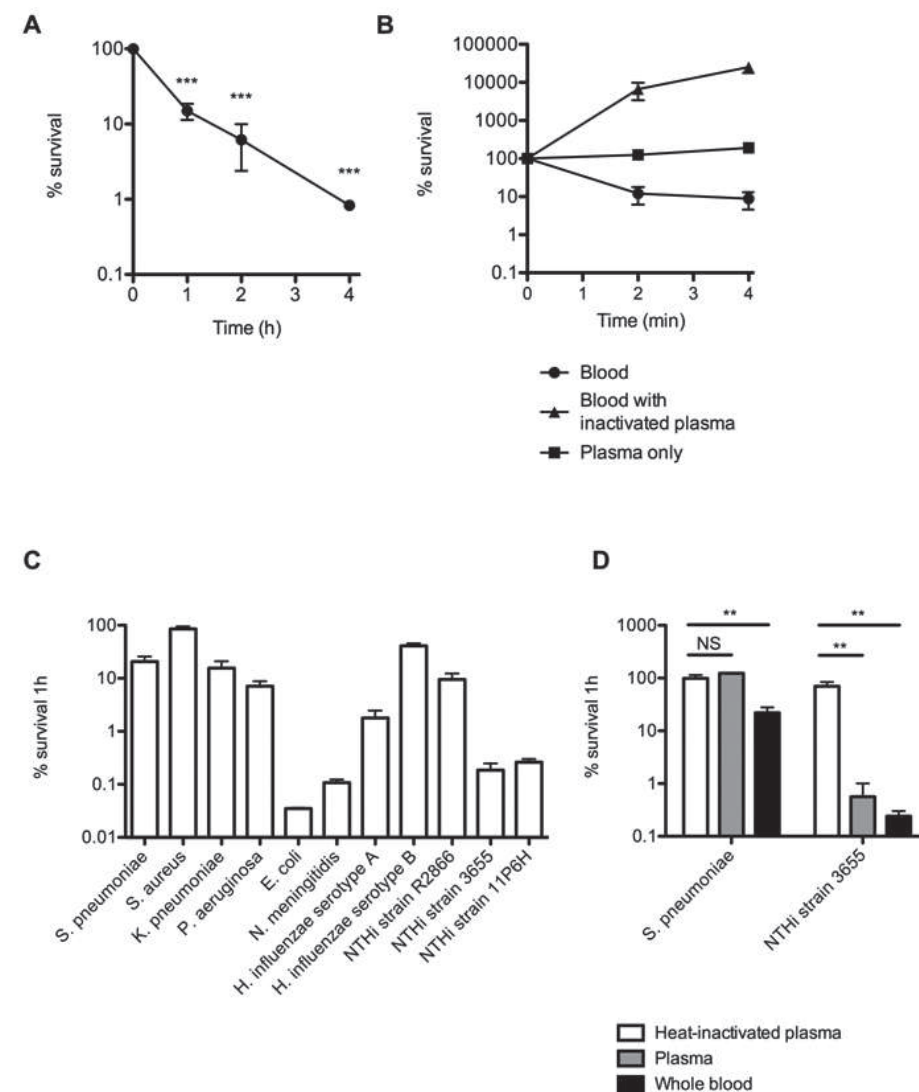 A
% survival
100
10
1
0.1
***
***
***
0
1
2
3
4
Time (h)
B
% survival
100000
10000
1000
100
10
1
0.1
0
1
2
3
4
Time (min)
Blood
Blood with
inactivated plasma
Plasma only
C
% survival 1h
100
10
1
0.1
0.01
S. pneumoniae
S. aureus
K. pneumoniae
P. aeruginosa
E. coli
N. meningitidis
H. influenzae serotype A
H. influenzae serotype B
NTHi strain R2866
NTHi strain 3655
NTHi strain 11P6H
D
% survival 1h
1000
100
10
1
0.1
**
NS
**
**
S. pneumoniae
NTHi strain 3655
Heat-inactivated plasma
Plasma
Whole blood